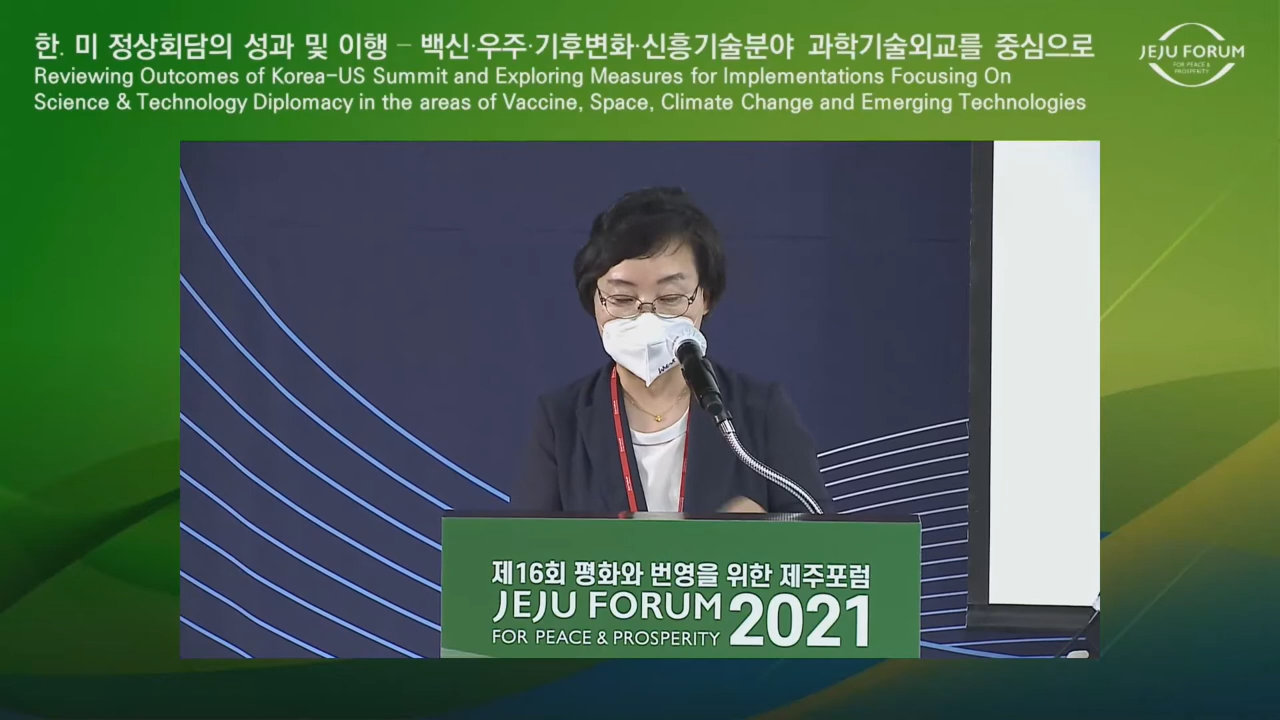 한. 미 정상회담의 성과 및 이행 – 백신·우주·기후변화·신흥기술분야 과학기술외교를 중심으로
Reviewing Outcomes of Korea-US Summit and Exploring Measures for Implementations Focusing On
Science & Technology Diplomacy in the areas of Vaccine, Space, Climate Change and Emerging Technologies
JEJU FORUM
FOR PEACE &
PROSPERITY
제16회 평화와 번영을 위한 제주포럼
JEJU FORUM 2021
FOR PEACE & PROSPERITY